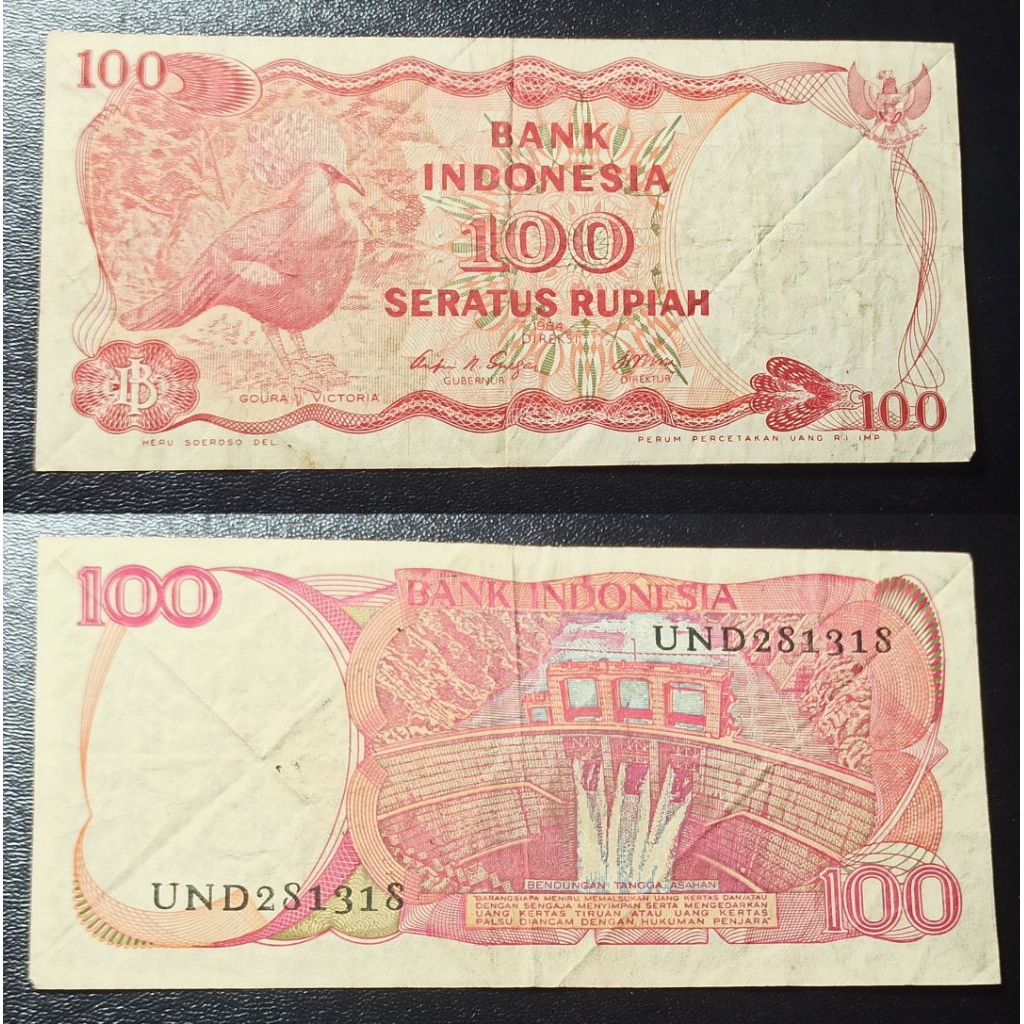 100
BANK
INDONESIA
100
SERATUS RUPIAH
1984
DIREKSI
GUBERNUR
DIREKTUR
GOURA VICTORIA
100
HERU SOEROSO DEL.
PERUM PERCETAKAN UANG R.I. IMP.
100
BANK INDONESIA
UND281318
UND281318
BENDUNGAN TANGGA ASAHAN
"BARANGSIAPA MENIRU, MEMALSUKAN UANG KERTAS DAN/ATAU
DENGAN SENGAJA MENYIMPAN SERTA MENGEDARKAN
UANG KERTAS TIRUAN ATAU UANG KERTAS
PALSU DIANCAM DENGAN HUKUMAN PENJARA"
100